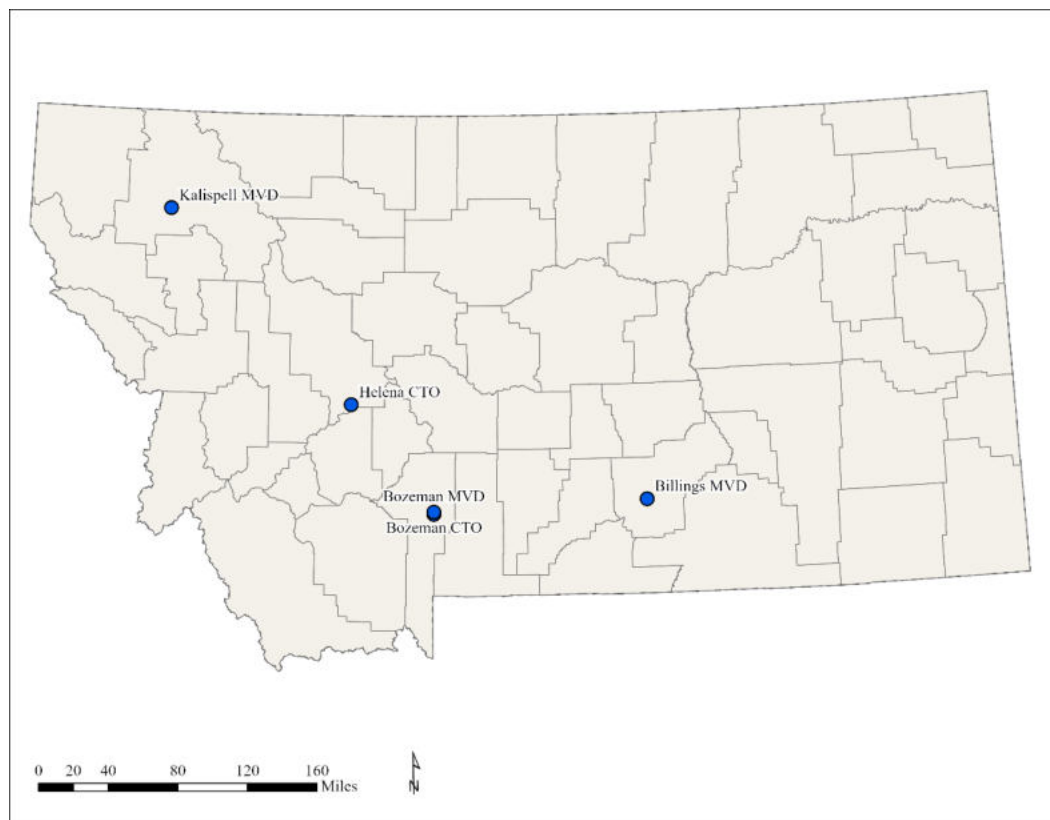 Kalispell MVD
Helena CTO
Bozeman MVD
Bozeman CTO
Billings MVD
0 20 40 80 120 160
Miles
N